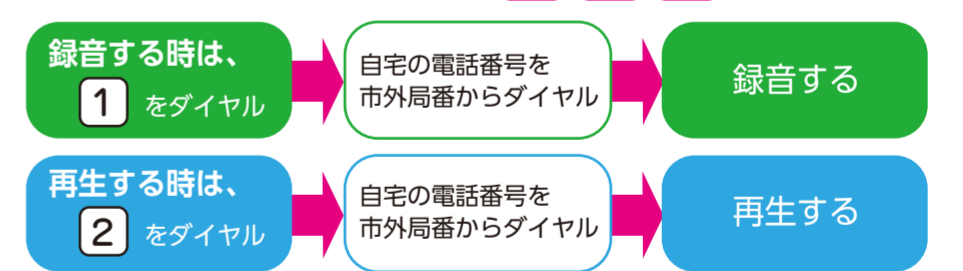 録音する時は、
1 をダイヤル
自宅の電話番号を
市外局番からダイヤル
録音する
再生する時は、
2 をダイヤル
自宅の電話番号を
市外局番からダイヤル
再生する